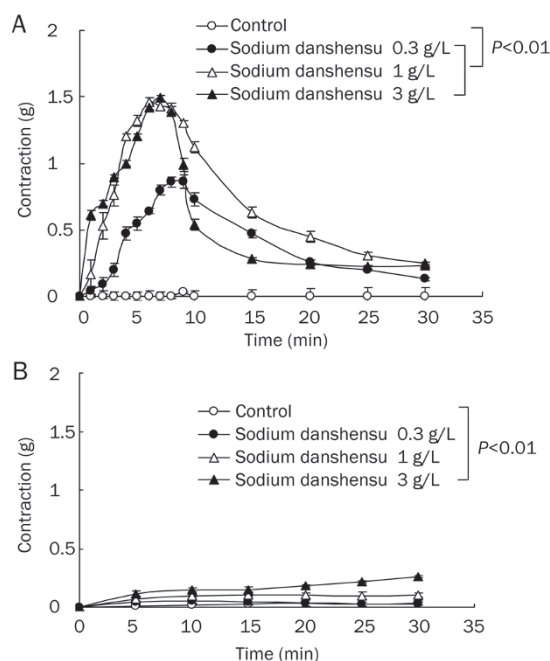 A
2
1.5
1
0.5
0
Contraction (g)
Control
Sodium danshensu 0.3 g/L
Sodium danshensu 1 g/L
Sodium danshensu 3 g/L
P<0.01
0 5 10 15 20 25 30 35
Time (min)
B
2
1.5
1
0.5
0
Contraction (g)
Control
Sodium danshensu 0.3 g/L
Sodium danshensu 1 g/L
Sodium danshensu 3 g/L
P<0.01
0 5 10 15 20 25 30 35
Time (min)